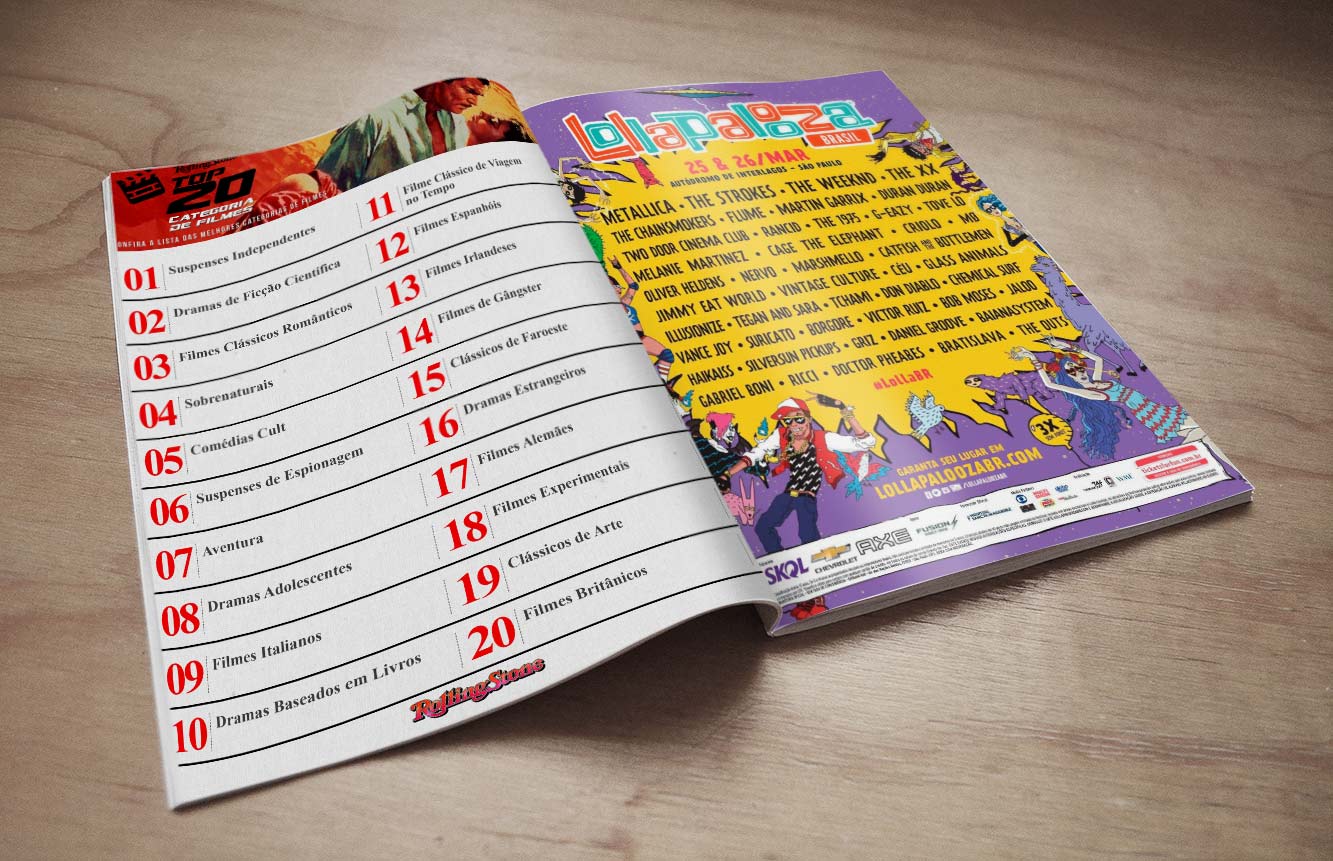 Rolling Stone
TOP
20
CATEGORIA
DE FILMES
CONFIRA A LISTA DAS MELHORES CATEGORIAS DE FILMES
01 Suspenses Independentes
02 Dramas de Ficção Científica
03 Filmes Clássicos Românticos
04 Sobrenaturais
05 Comédias Cult
06 Suspenses de Espionagem
07 Aventura
08 Dramas Adolescentes
09 Filmes Italianos
10 Dramas Baseados em Livros
11 Filme Clássico de Viagem
no Tempo
12 Filmes Espanhóis
13 Filmes Irlandeses
14 Filmes de Gângster
15 Clássicos de Faroeste
16 Dramas Estrangeiros
17 Filmes Alemães
18 Filmes Experimentais
19 Clássicos de Arte
20 Filmes Britânicos
RollingStone
Lollapalooza
BRASIL
25 & 26/MAR
AUTÓDROMO DE INTERLAGOS - SÃO PAULO
METALLICA • THE STROKES • THE WEEKND • THE XX
THE CHAINSMOKERS • FLUME • MARTIN GARRIX • DURAN DURAN
TWO DOOR CINEMA CLUB • RANCID • THE 1975 • G-EAZY • TOVE LO
MELANIE MARTINEZ • CAGE THE ELEPHANT • CRIOLO • MØ
OLIVER HELDENS • NERVO • MARSHMELLO • CATFISH AND THE BOTTLEMEN
JIMMY EAT WORLD • VINTAGE CULTURE • CÉU • GLASS ANIMALS
ILLUSIONIZE • TEGAN AND SARA • TCHAMI • DON DIABLO • CHEMICAL SURF
VANCE JOY • SURICATO • BORGORE • VICTOR RUIZ • BOB MOSES • JALOO
HAIKAISS • SILVERSUN PICKUPS • GRIZ • DANIEL GROOVE • BAIANASYSTEM
GABRIEL BONI • RICCI • DOCTOR PHEABES • BRATISLAVA • THE OUTS
#LollaBR
3X
GARANTA SEU LUGAR EM
LOLLAPALOOZABR.COM
/LOLLAPALOOZABR
SKOL
CHEVROLET
AXE
FUSION
ticketsforfun.com.br